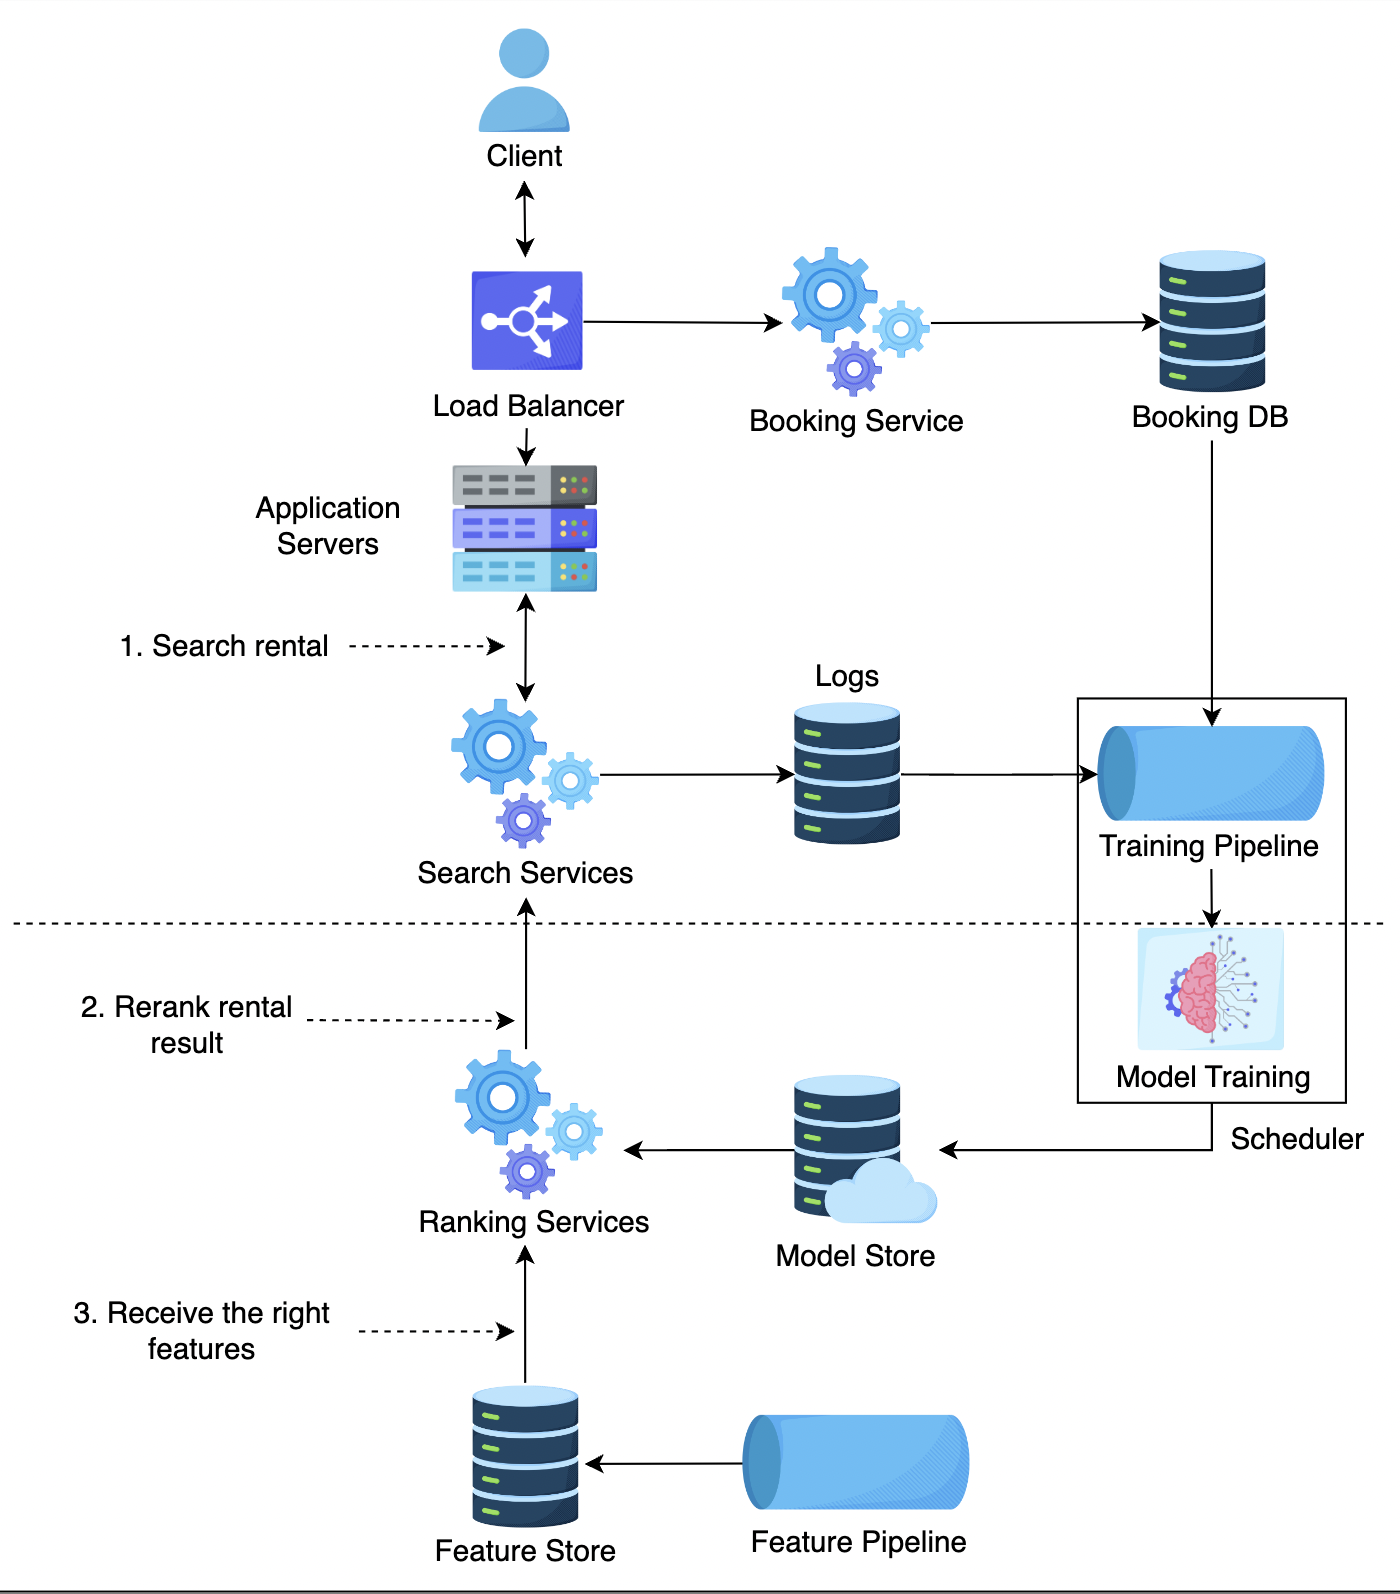 Client
Load Balancer
Booking Service
Booking DB
Application
Servers
1. Search rental
Logs
Search Services
Training Pipeline
2. Rerank rental
result
Model Training
Scheduler
Ranking Services
Model Store
3. Receive the right
features
Feature Store
Feature Pipeline